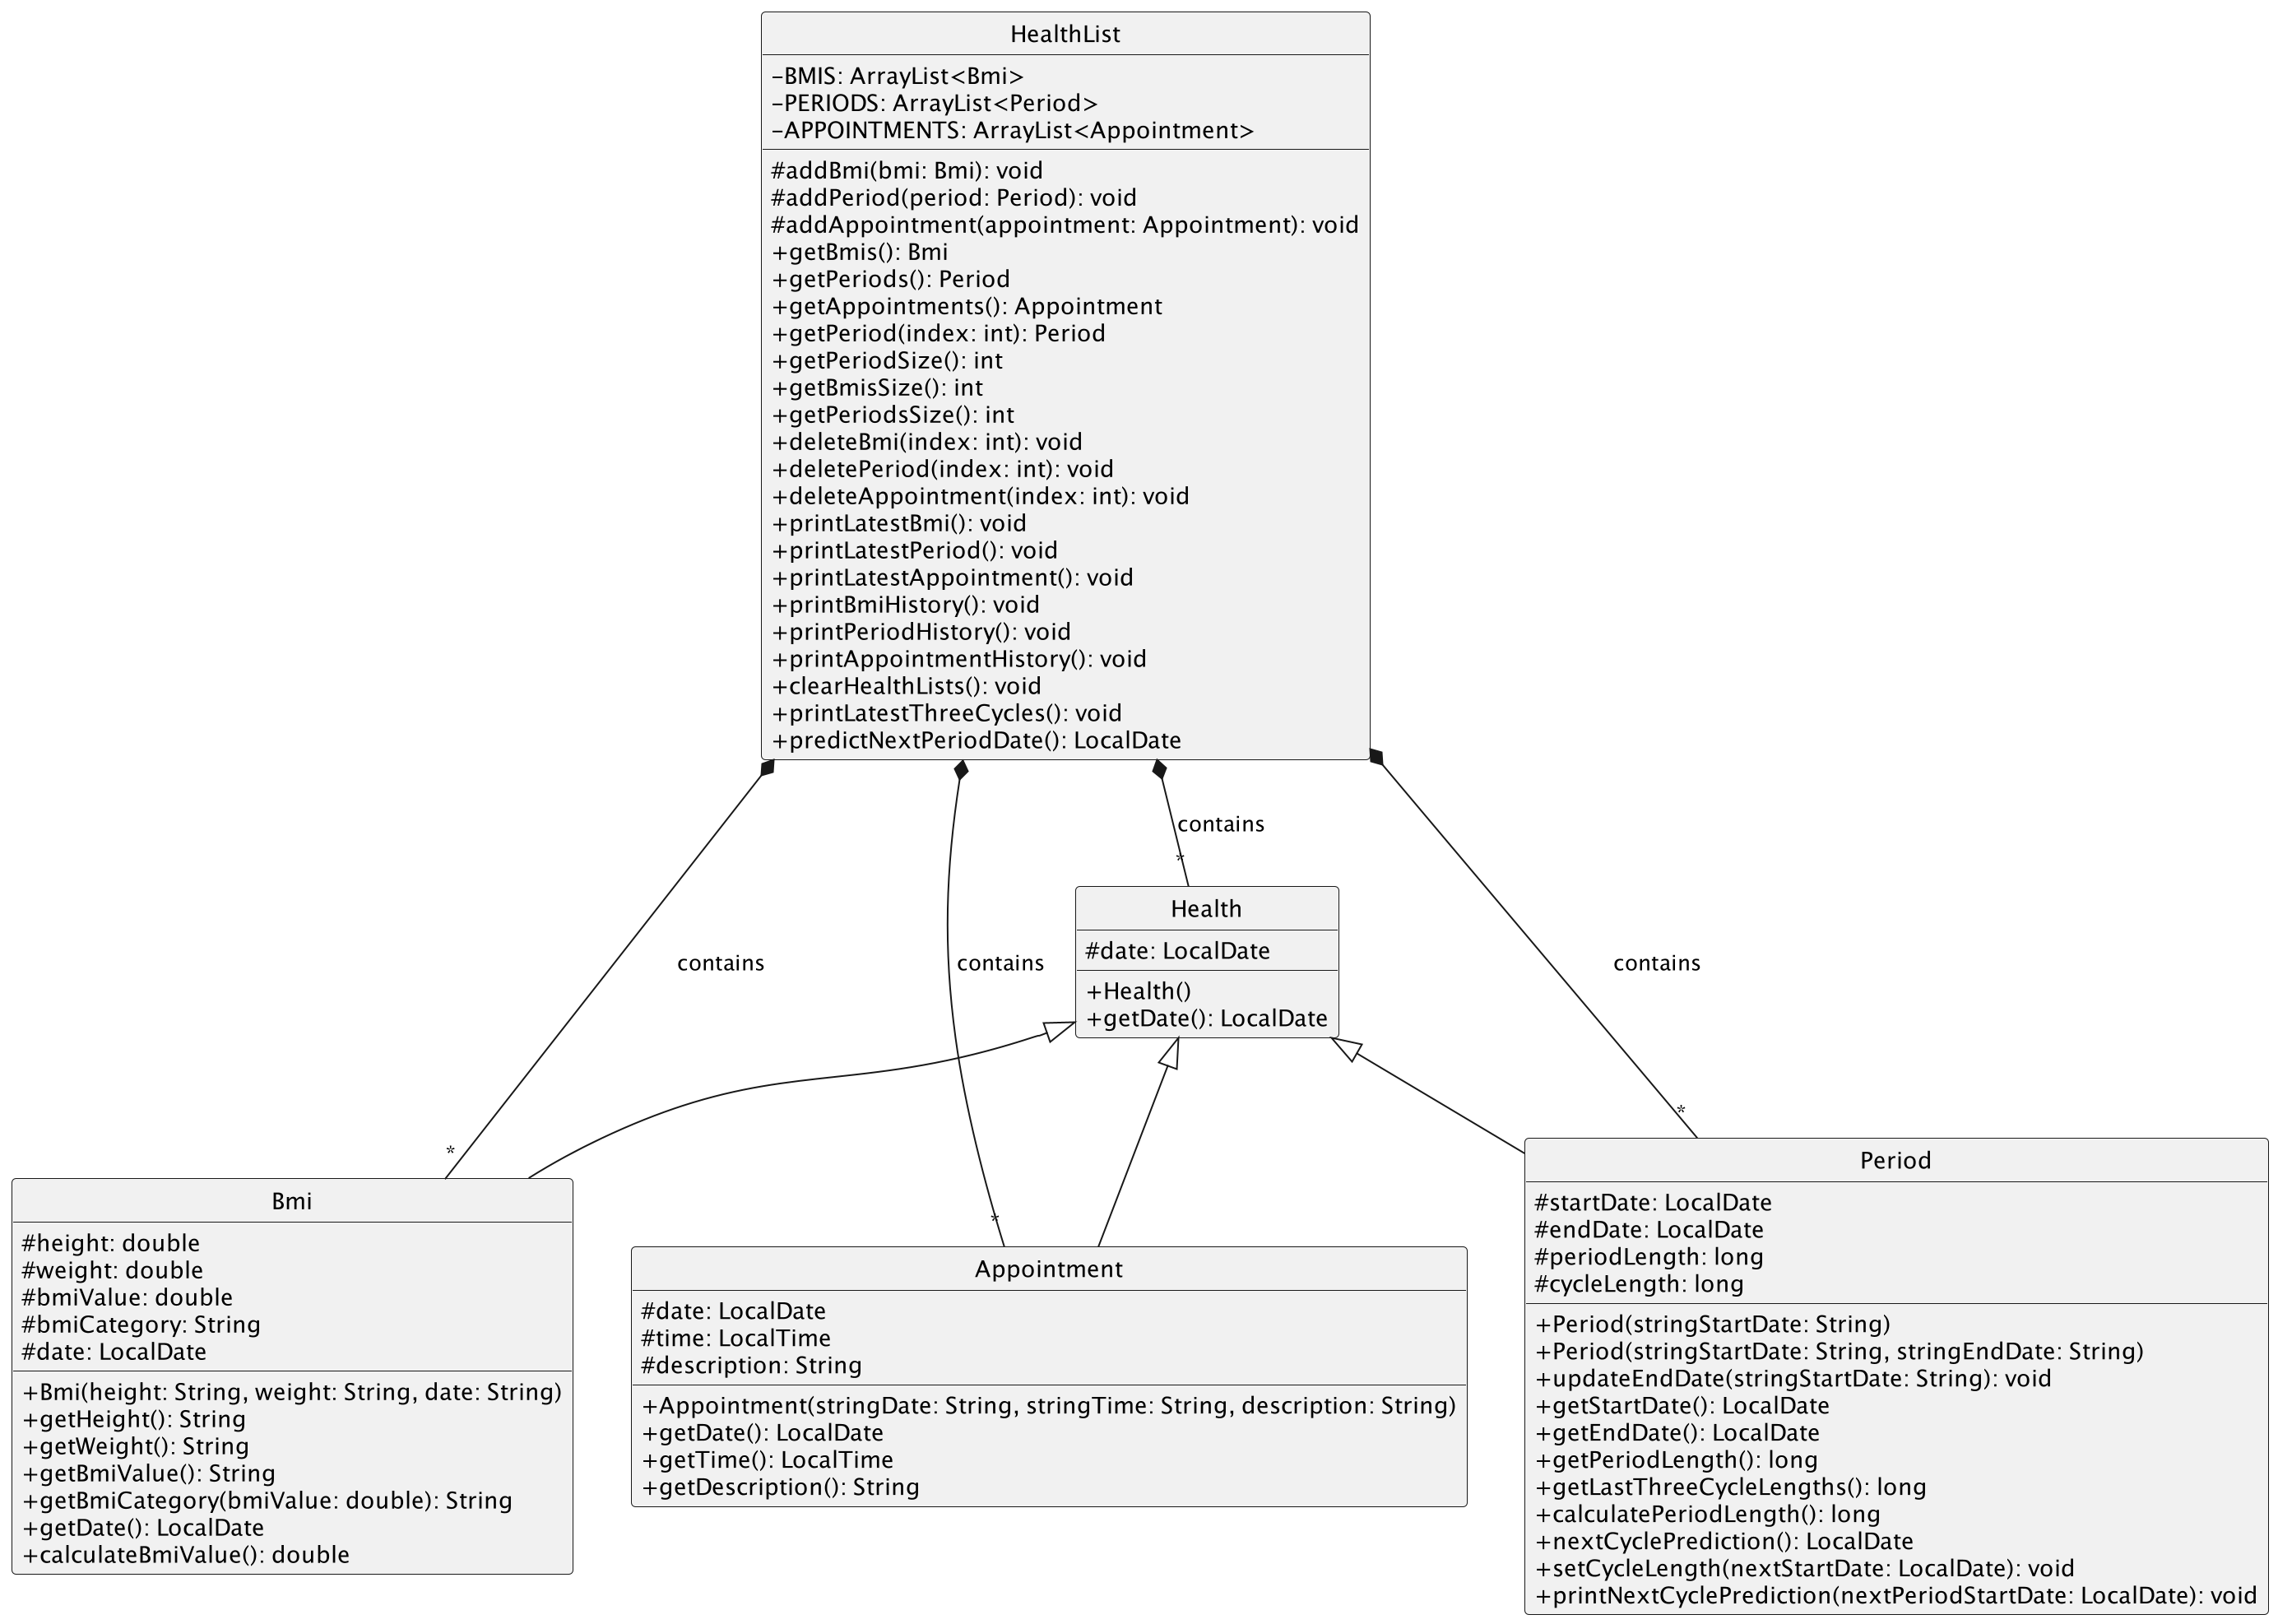 HealthList
-BMIS: ArrayList<Bmi>
-PERIODS: ArrayList<Period>
-APPOINTMENTS: ArrayList<Appointment>
#addBmi(bmi: Bmi): void
#addPeriod(period: Period): void
#addAppointment(appointment: Appointment): void
+getBmis(): Bmi
+getPeriods(): Period
+getAppointments(): Appointment
+getPeriod(index: int): Period
+getPeriodSize(): int
+getBmisSize(): int
+getPeriodsSize(): int
+deleteBmi(index: int): void
+deletePeriod(index: int): void
+deleteAppointment(index: int): void
+printLatestBmi(): void
+printLatestPeriod(): void
+printLatestAppointment(): void
+printBmiHistory(): void
+printPeriodHistory(): void
+printAppointmentHistory(): void
+clearHealthLists(): void
+printLatestThreeCycles(): void
+predictNextPeriodDate(): LocalDate
contains
*
Health
#date: LocalDate
+Health()
+getDate(): LocalDate
contains
contains
contains
*
*
*
Bmi
#height: double
#weight: double
#bmiValue: double
#bmiCategory: String
#date: LocalDate
+Bmi(height: String, weight: String, date: String)
+getHeight(): String
+getWeight(): String
+getBmiValue(): String
+getBmiCategory(bmiValue: double): String
+getDate(): LocalDate
+calculateBmiValue(): double
Appointment
#date: LocalDate
#time: LocalTime
#description: String
+Appointment(stringDate: String, stringTime: String, description: String)
+getDate(): LocalDate
+getTime(): LocalTime
+getDescription(): String
Period
#startDate: LocalDate
#endDate: LocalDate
#periodLength: long
#cycleLength: long
+Period(stringStartDate: String)
+Period(stringStartDate: String, stringEndDate: String)
+updateEndDate(stringStartDate: String): void
+getStartDate(): LocalDate
+getEndDate(): LocalDate
+getPeriodLength(): long
+getLastThreeCycleLengths(): long
+calculatePeriodLength(): long
+nextCyclePrediction(): LocalDate
+setCycleLength(nextStartDate: LocalDate): void
+printNextCyclePrediction(nextPeriodStartDate: LocalDate): void